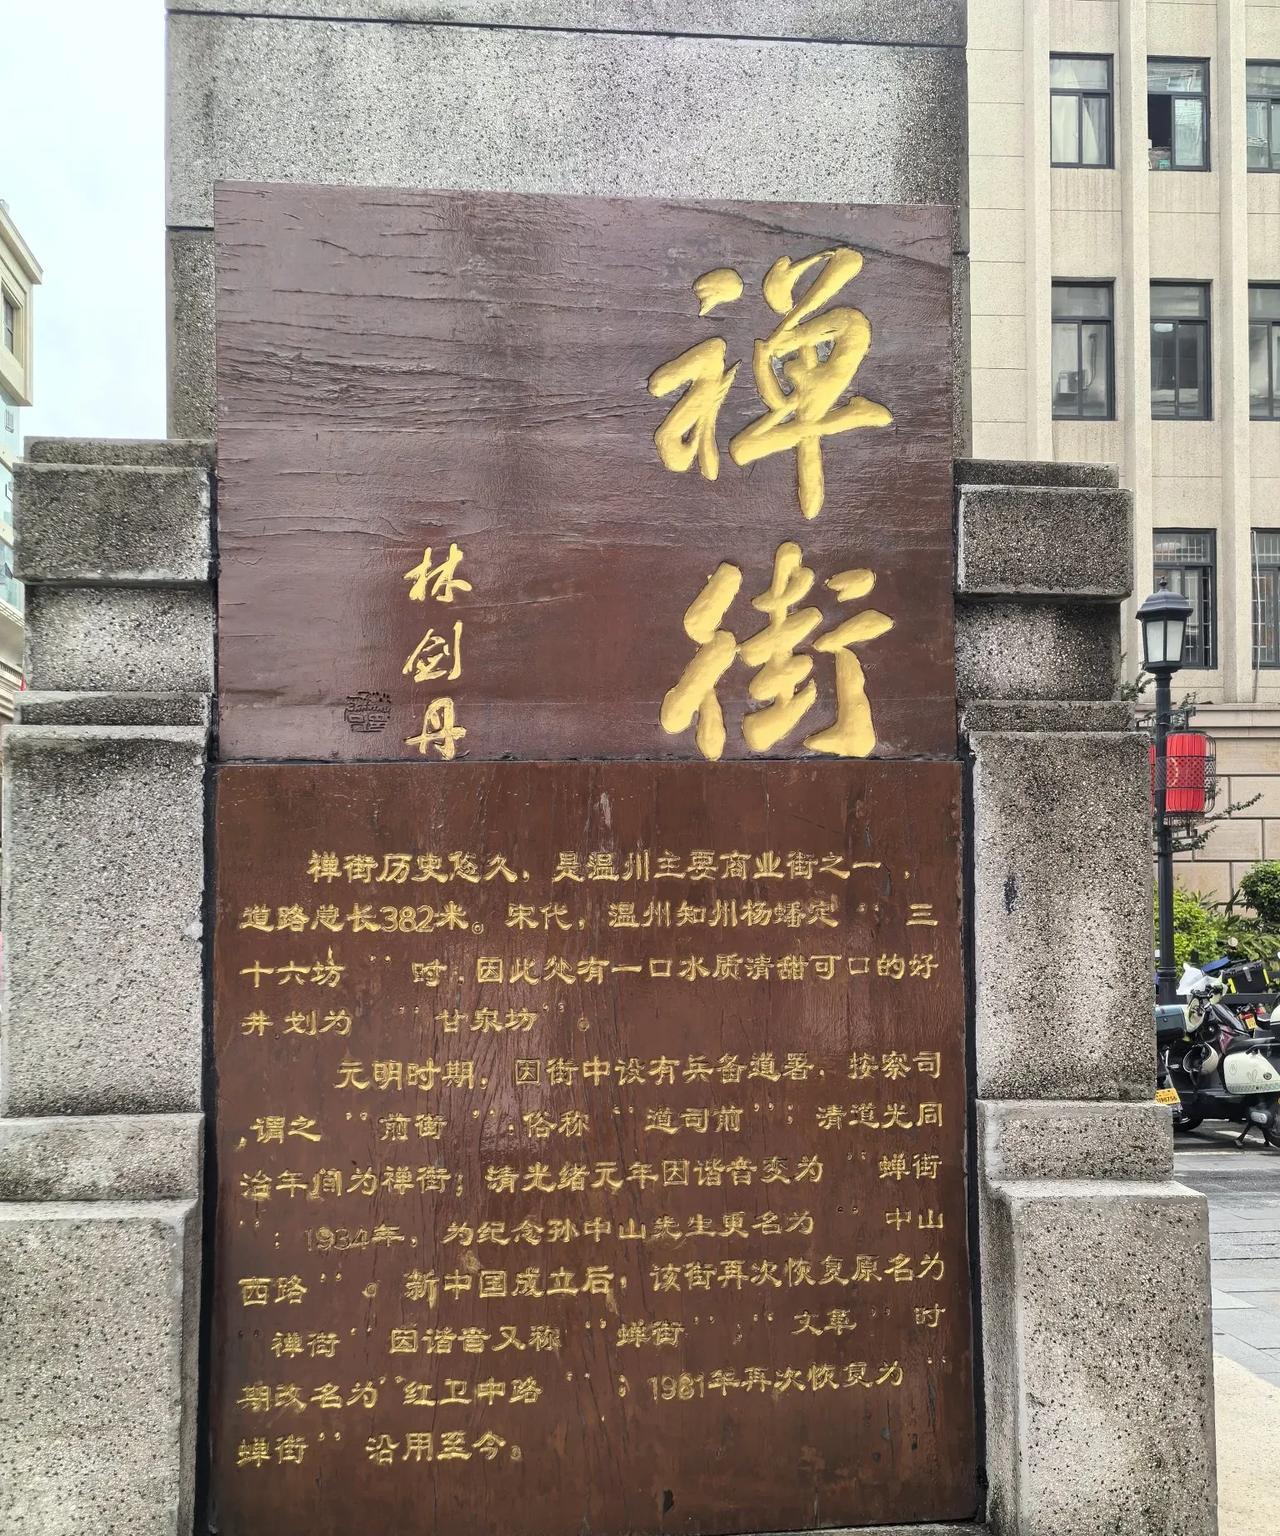 禅街
林剑丹
禅街历史悠久，是温州主要商业街之一，
道路总长382米。宋代，温州知州杨蟠定“三
十六坊”时，因此处有一口水质清甜可口的好
井划为“甘泉坊”。
元明时期，因街中设有兵备道署，按察司
，谓之“前街”，俗称“道司前”；清道光同
治年间为禅街；清光绪元年因谐音变为“蝉街
”；1934年，为纪念孙中山先生更名为“中山
西路”。新中国成立后，该街再次恢复原名为
“禅街”因谐音又称“蝉街”，“文革”时
期改名为“红卫中路”；1981年再次恢复为“
蝉街”沿用至今。